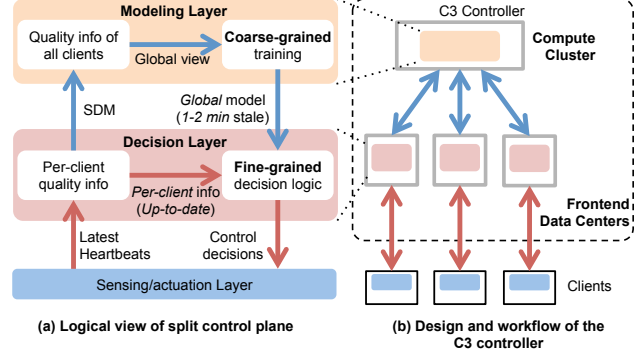 Modeling Layer
Quality info of
all clients
Global view
Coarse-grained
training
SDM
Global model
(1-2 min stale)
Decision Layer
Per-client
quality info
Per-client info
(Up-to-date)
Fine-grained
decision logic
Latest
Heartbeats
Control
decisions
Sensing/actuation Layer
(a) Logical view of split control plane
C3 Controller
Compute
Cluster
Frontend
Data Centers
Clients
(b) Design and workflow of the
C3 controller